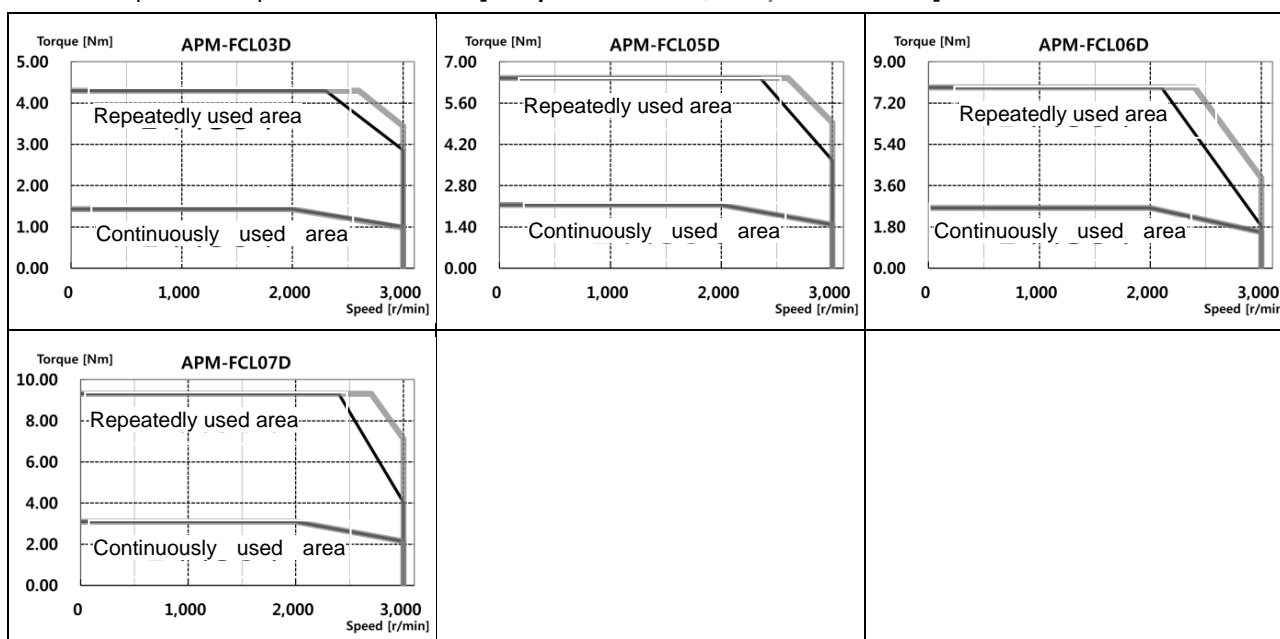 Torque [Nm] APM-FCL03D
5.00
4.00
Repeatedly used area
3.00
2.00
1.00
Continuously used area
0.00
0 1,000 2,000 3,000
Speed [r/min]
Torque [Nm] APM-FCL05D
7.00
5.60
Repeatedly used area
4.20
2.80
1.40
Continuously used area
0.00
0 1,000 2,000 3,000
Speed [r/min]
Torque [Nm] APM-FCL06D
9.00
7.20
Repeatedly used area
5.40
3.60
1.80
Continuously used area
0.00
0 1,000 2,000 3,000
Speed [r/min
Torque [Nm] APM-FCL07D
10.00
8.00
Repeatedly used area
6.00
4.00
2.00
Continuously used area
0.00
0 1,000 2,000 3,000
Speed [r/min]